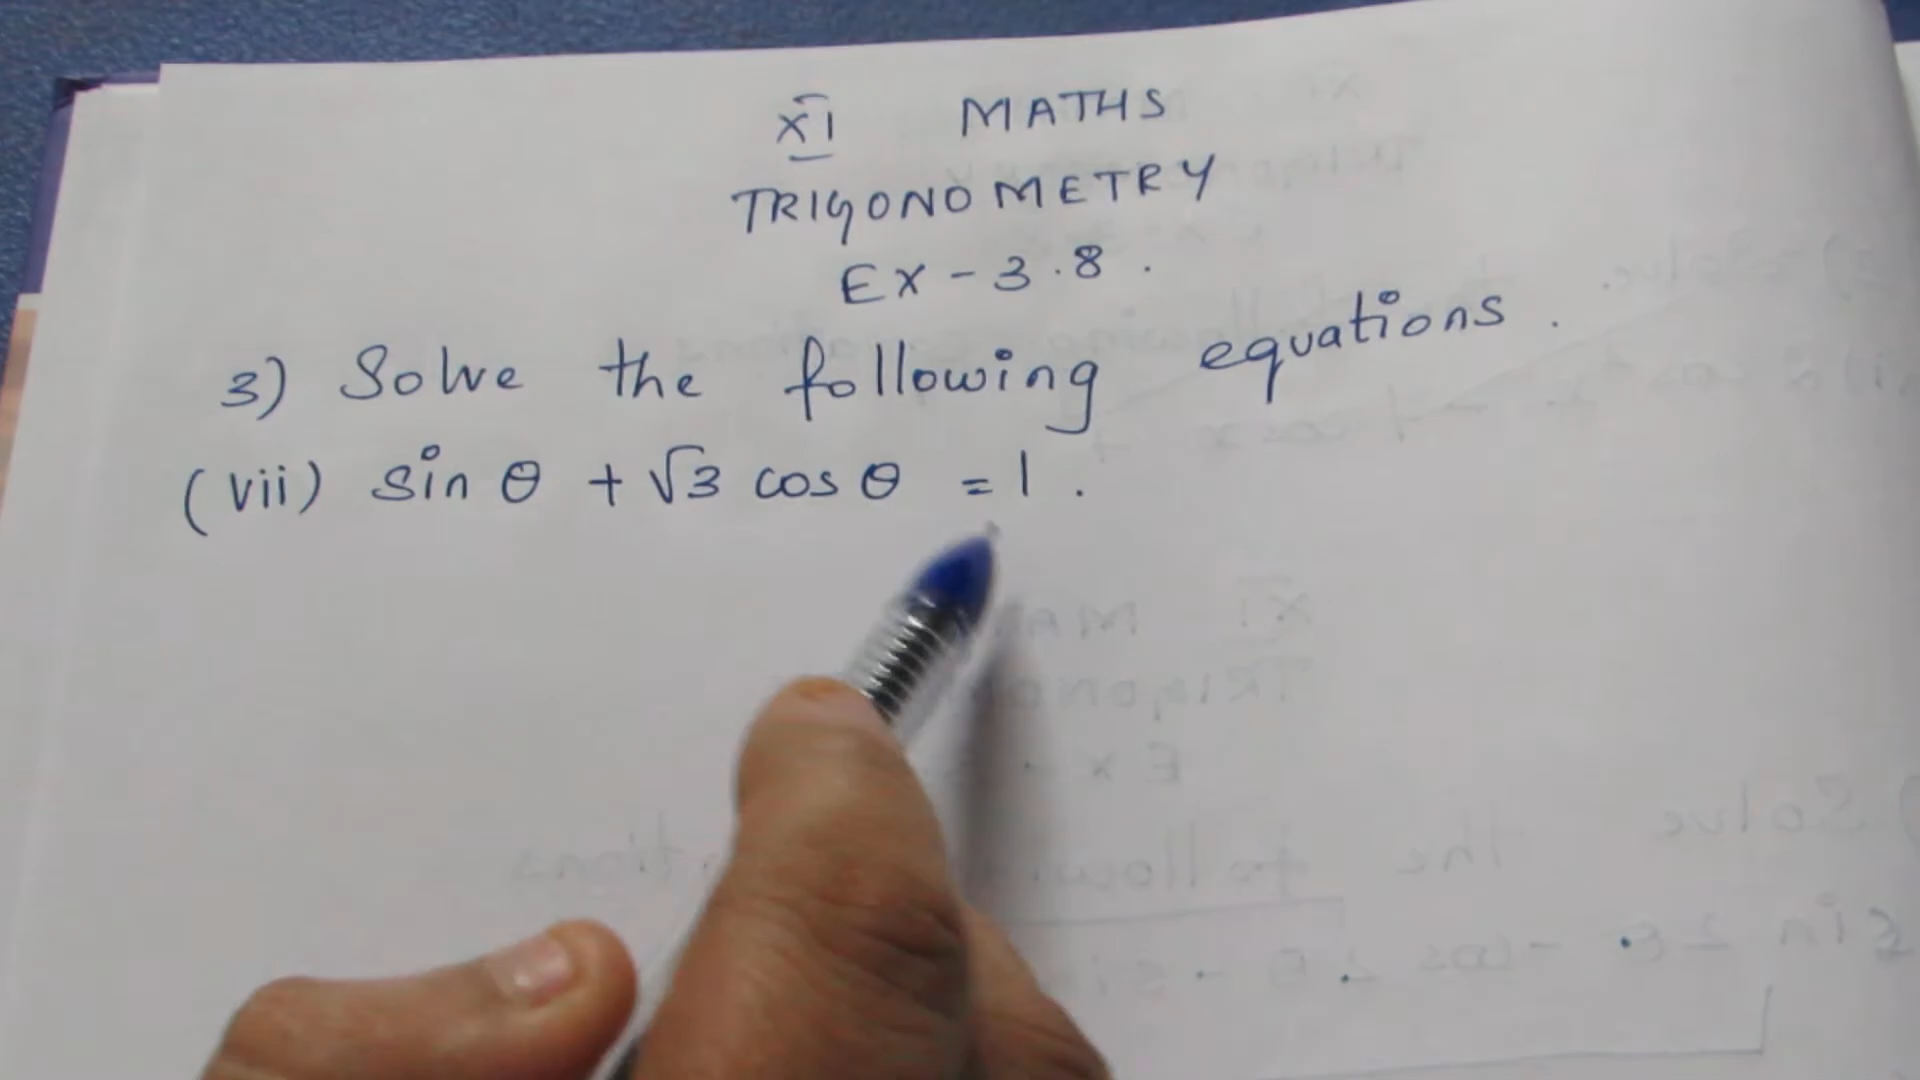 XI MATHS
TRIGONOMETRY
EX - 3.8.
3) Solve the following equations.
(vii) sin θ + √3 cos θ = 1.